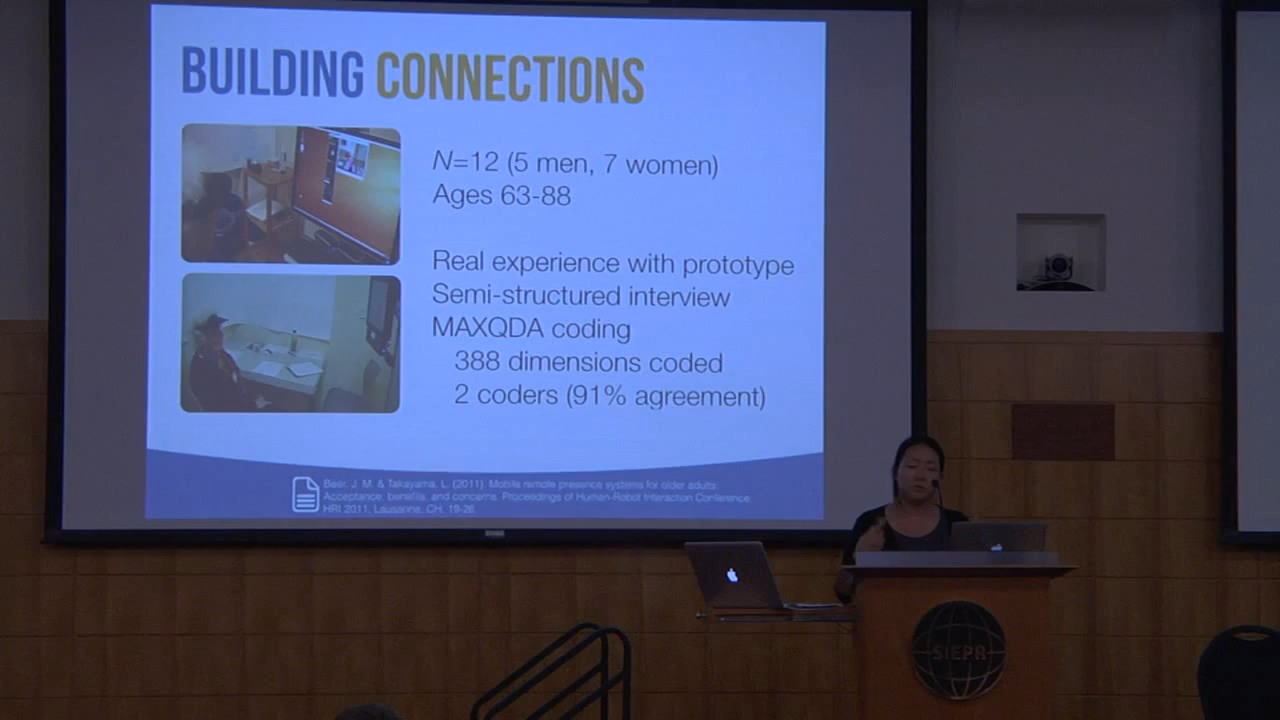 BUILDING CONNECTIONS
N=12 (5 men, 7 women)
Ages 63-88
Real experience with prototype
Semi-structured interview
MAXQDA coding
388 dimensions coded
2 coders (91% agreement)
Beer, J. M. & Takayama, L. (2011). Mobile remote presence systems for older adults:
Acceptance, benefits, and concerns. Proceedings of Human-Robot Interaction Conference:
HRI 2011, Lausanne, CH, 19-26.
SIEPR